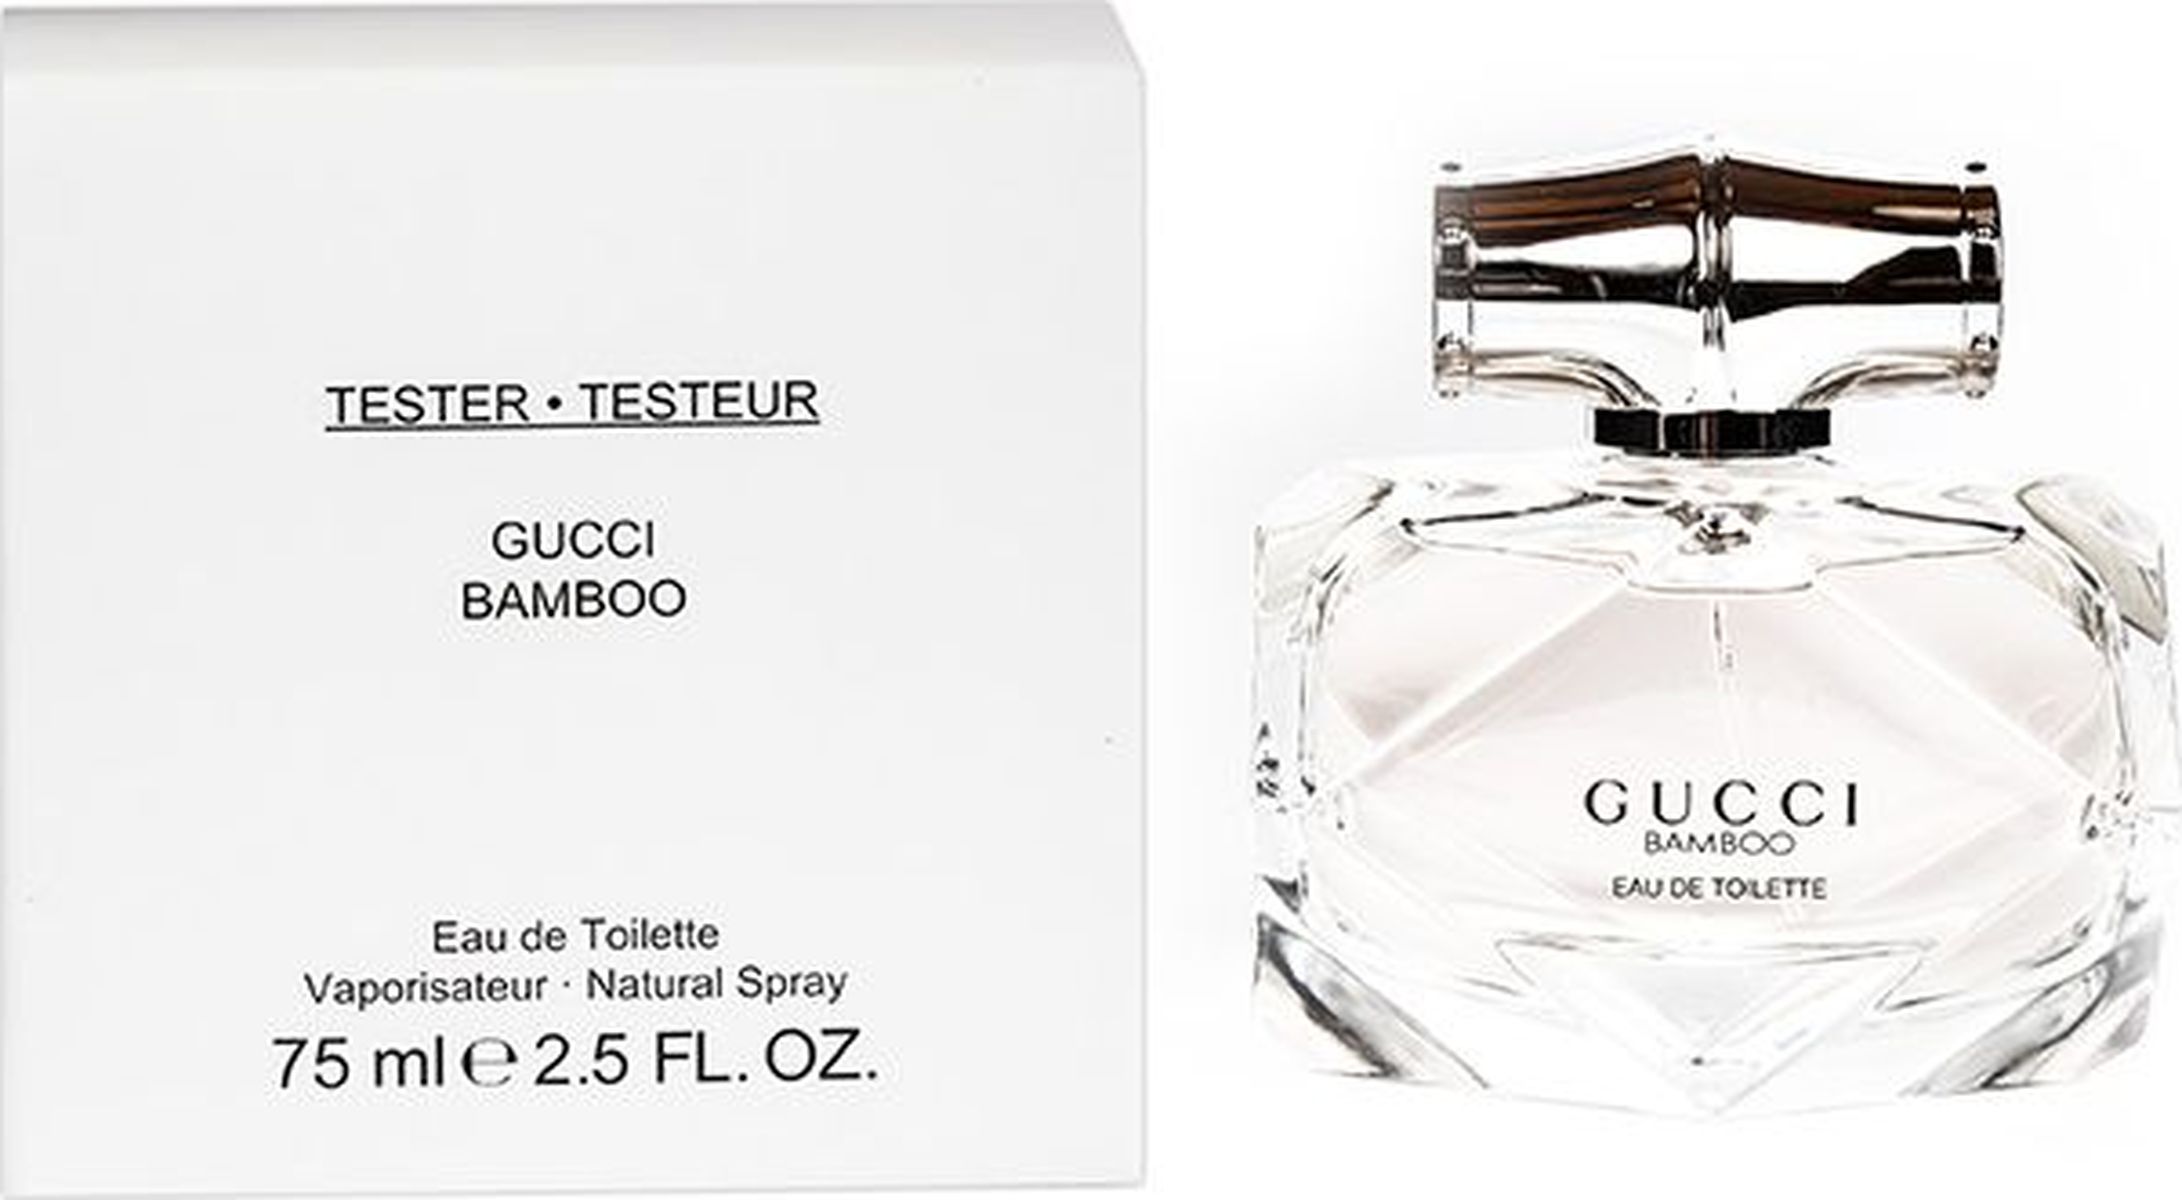 TESTER • TESTEUR
GUCCI
BAMBOO
Eau de Toilette
Vaporisateur · Natural Spray
75 ml ℮ 2.5 FL. OZ.
GUCCI
BAMBOO
EAU DE TOILETTE